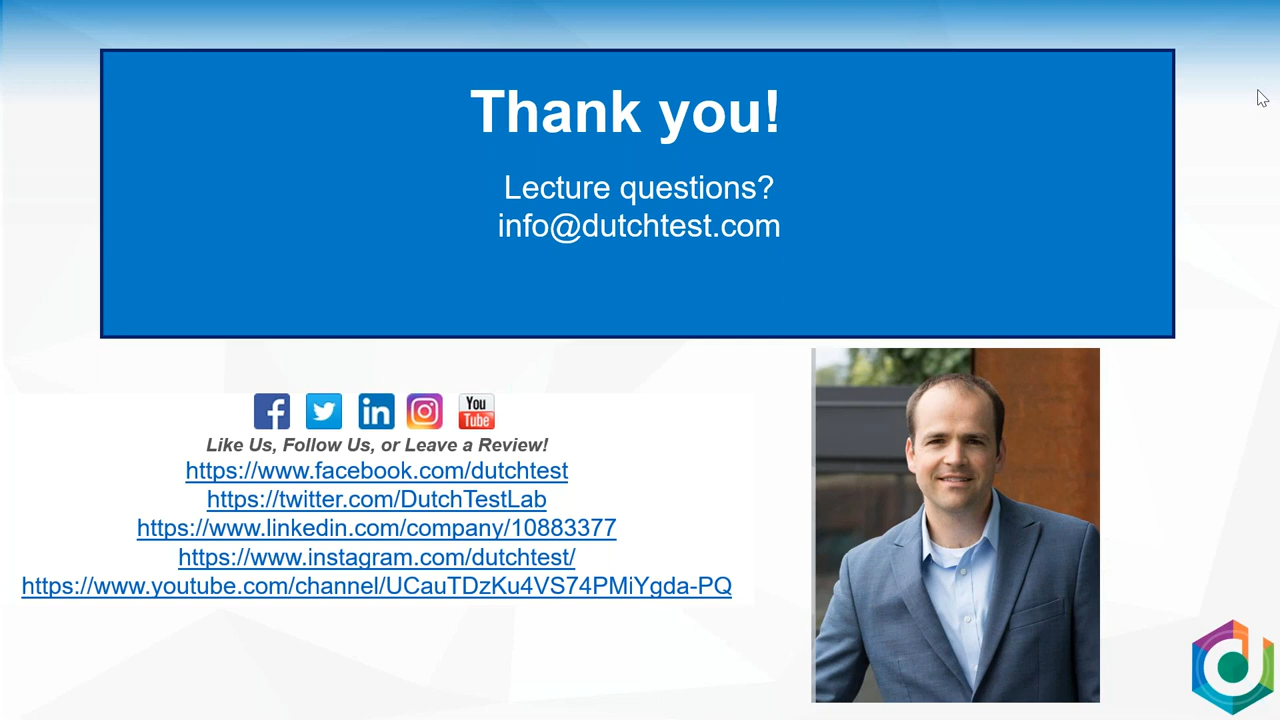 Thank you!
Lecture questions?
info@dutchtest.com
You
Tube
Like Us, Follow Us, or Leave a Review!
https://www.facebook.com/dutchtest
https://twitter.com/DutchTestLab
https://www.linkedin.com/company/10883377
https://www.instagram.com/dutchtest/
https://www.youtube.com/channel/UCauTDzKu4VS74PMiYgda-PQ